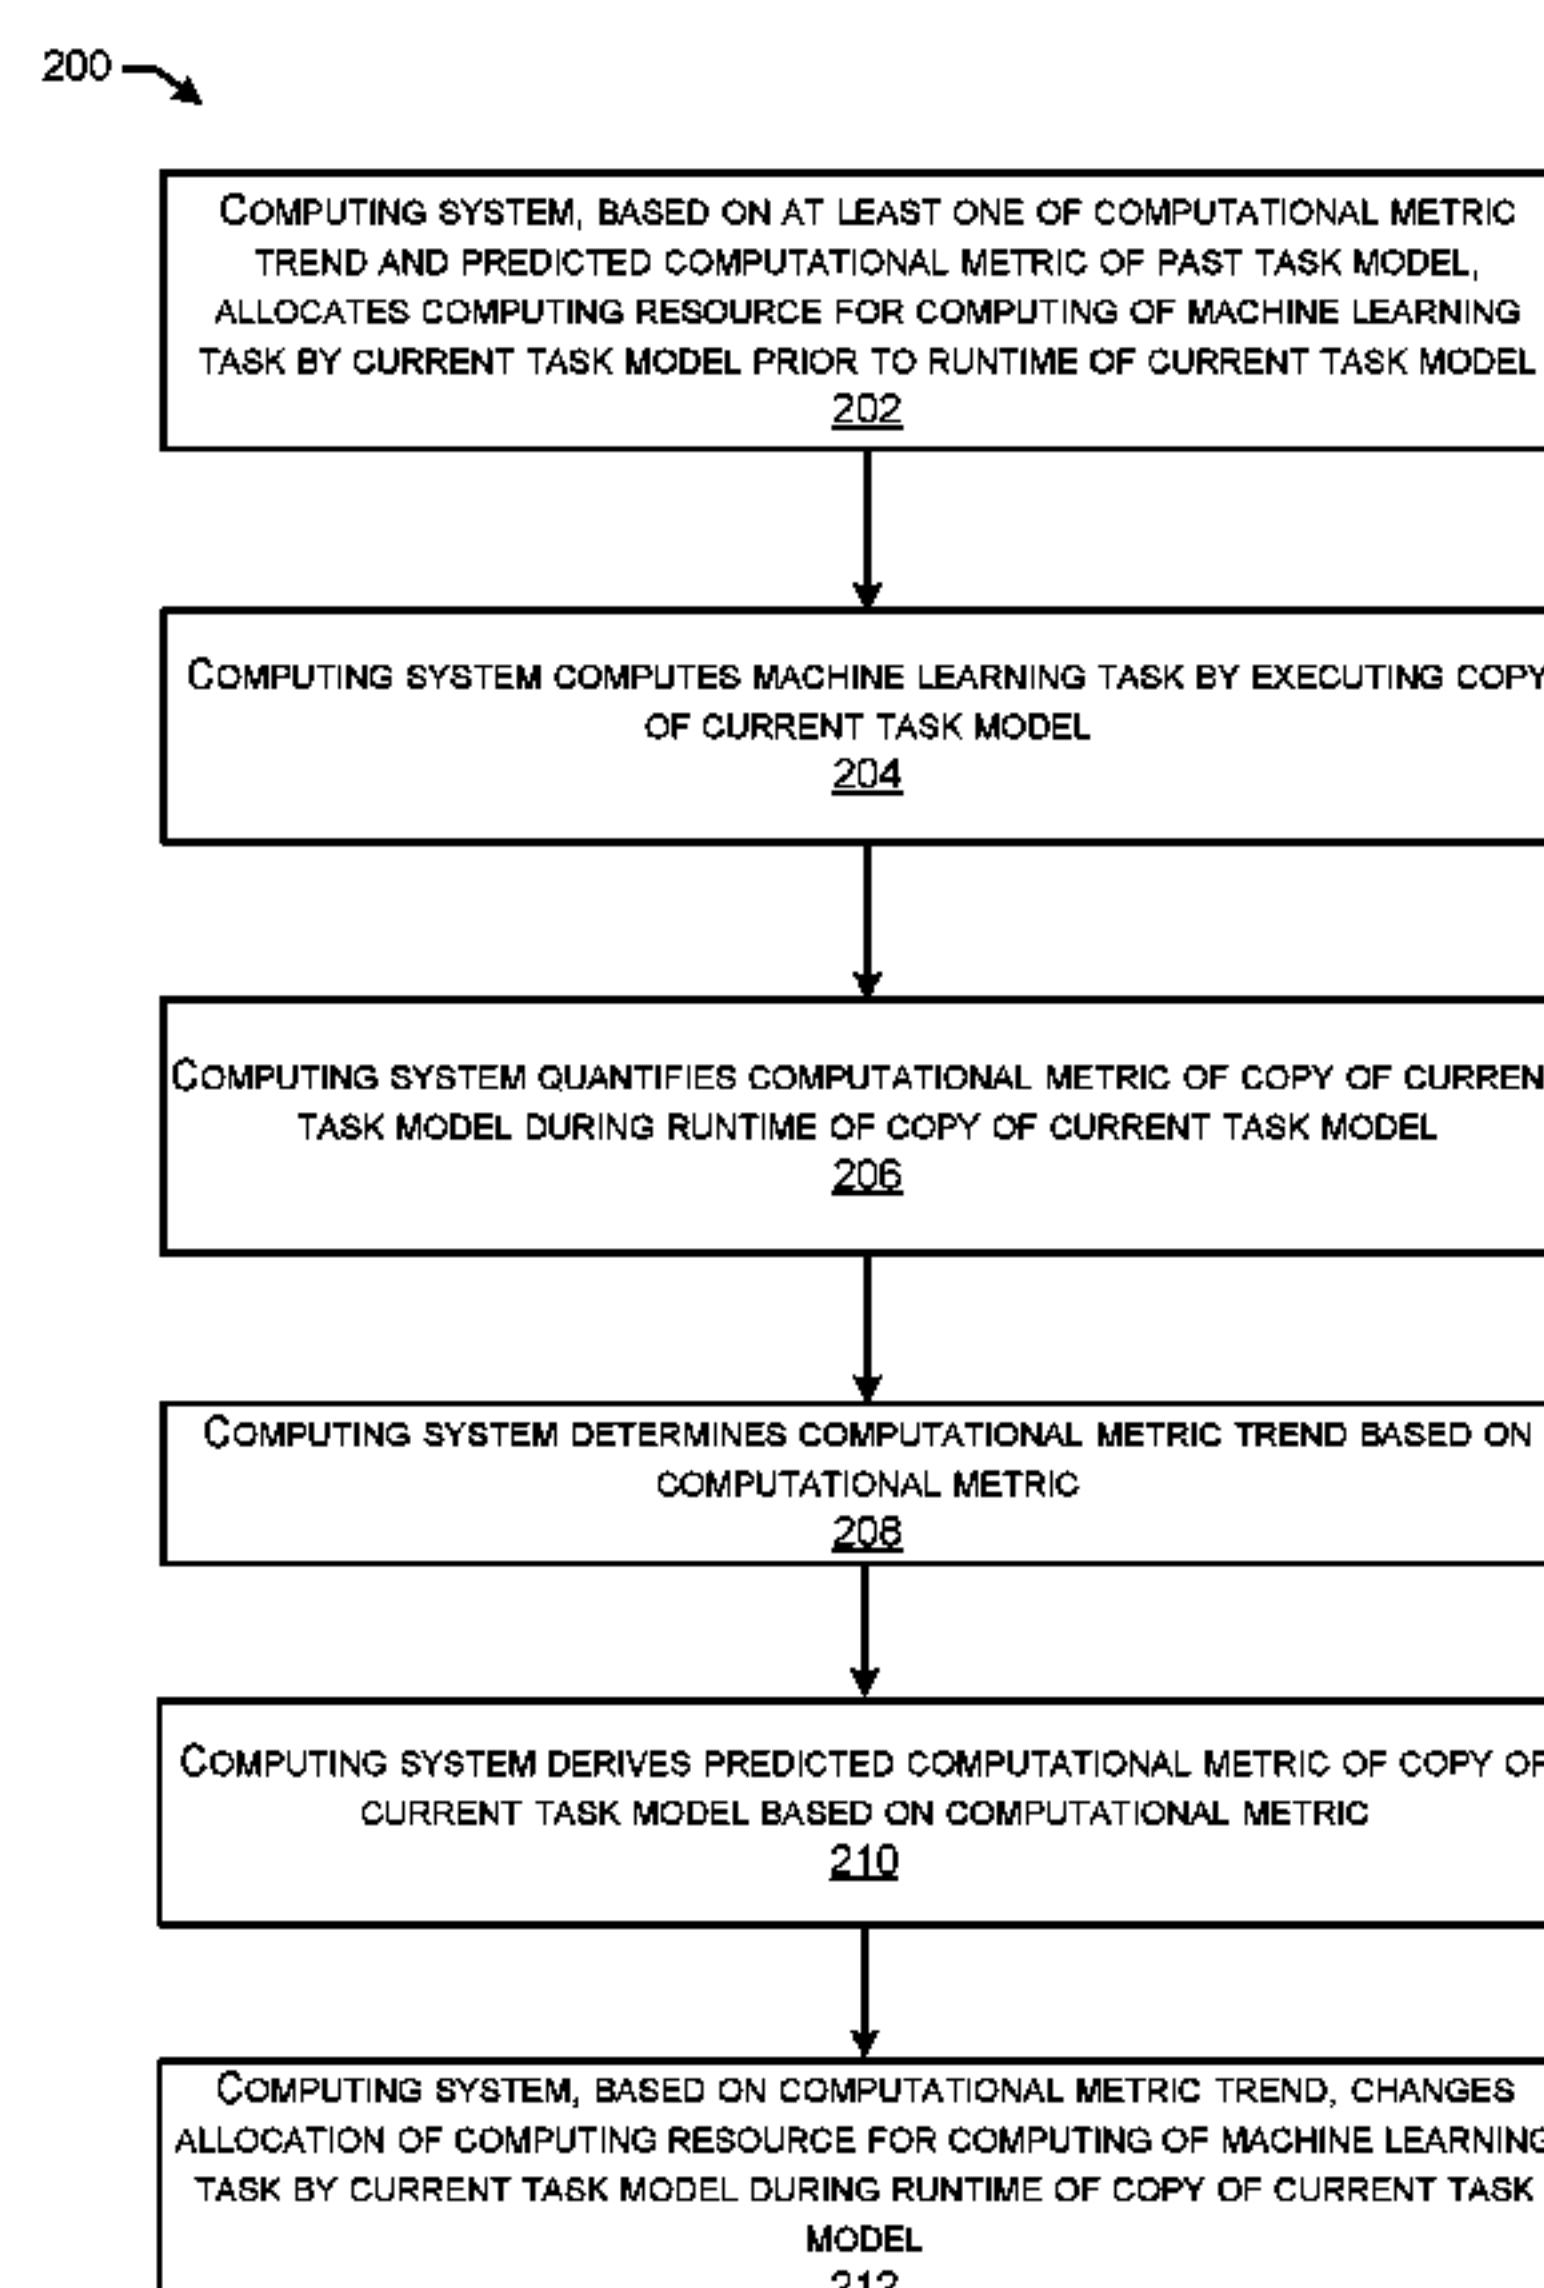 200
COMPUTING SYSTEM, BASED ON AT LEAST ONE OF COMPUTATIONAL METRIC
TREND AND PREDICTED COMPUTATIONAL METRIC OF PAST TASK MODEL,
ALLOCATES COMPUTING RESOURCE FOR COMPUTING OF MACHINE LEARNING
TASK BY CURRENT TASK MODEL PRIOR TO RUNTIME OF CURRENT TASK MODEL
202
COMPUTING SYSTEM COMPUTES MACHINE LEARNING TASK BY EXECUTING COPY
OF CURRENT TASK MODEL
204
COMPUTING SYSTEM QUANTIFIES COMPUTATIONAL METRIC OF COPY OF CURREN
TASK MODEL DURING RUNTIME OF COPY OF CURRENT TASK MODEL
206
COMPUTING SYSTEM DETERMINES COMPUTATIONAL METRIC TREND BASED ON
COMPUTATIONAL METRIC
208
COMPUTING SYSTEM DERIVES PREDICTED COMPUTATIONAL METRIC OF COPY OF
CURRENT TASK MODEL BASED ON COMPUTATIONAL METRIC
210
COMPUTING SYSTEM, BASED ON COMPUTATIONAL METRIC TREND, CHANGES
ALLOCATION OF COMPUTING RESOURCE FOR COMPUTING OF MACHINE LEARNING
TASK BY CURRENT TASK MODEL DURING RUNTIME OF COPY OF CURRENT TASK
MODEL
212